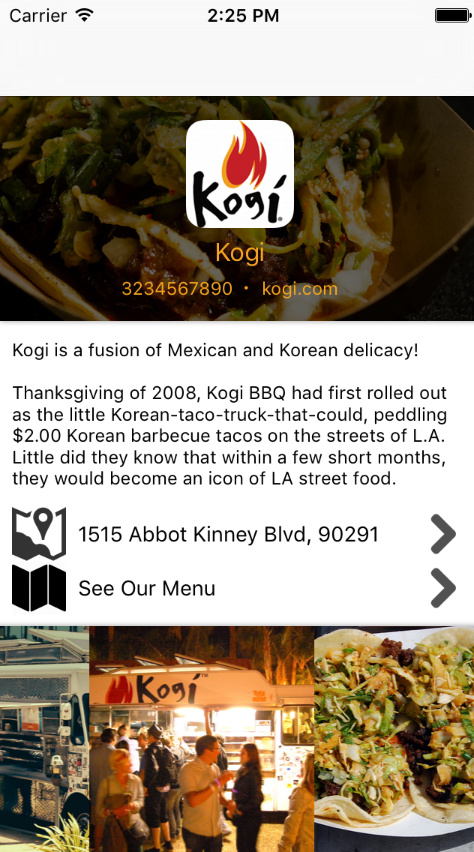 Carrier 2:25 PM
Kogi
Kogi
3234567890 • kogi.com
Kogi is a fusion of Mexican and Korean delicacy!
Thanksgiving of 2008, Kogi BBQ had first rolled out
as the little Korean-taco-truck-that-could, peddling
$2.00 Korean barbecue tacos on the streets of L.A.
Little did they know that within a few short months,
they would become an icon of LA street food.
1515 Abbot Kinney Blvd, 90291
See Our Menu
Kogi™